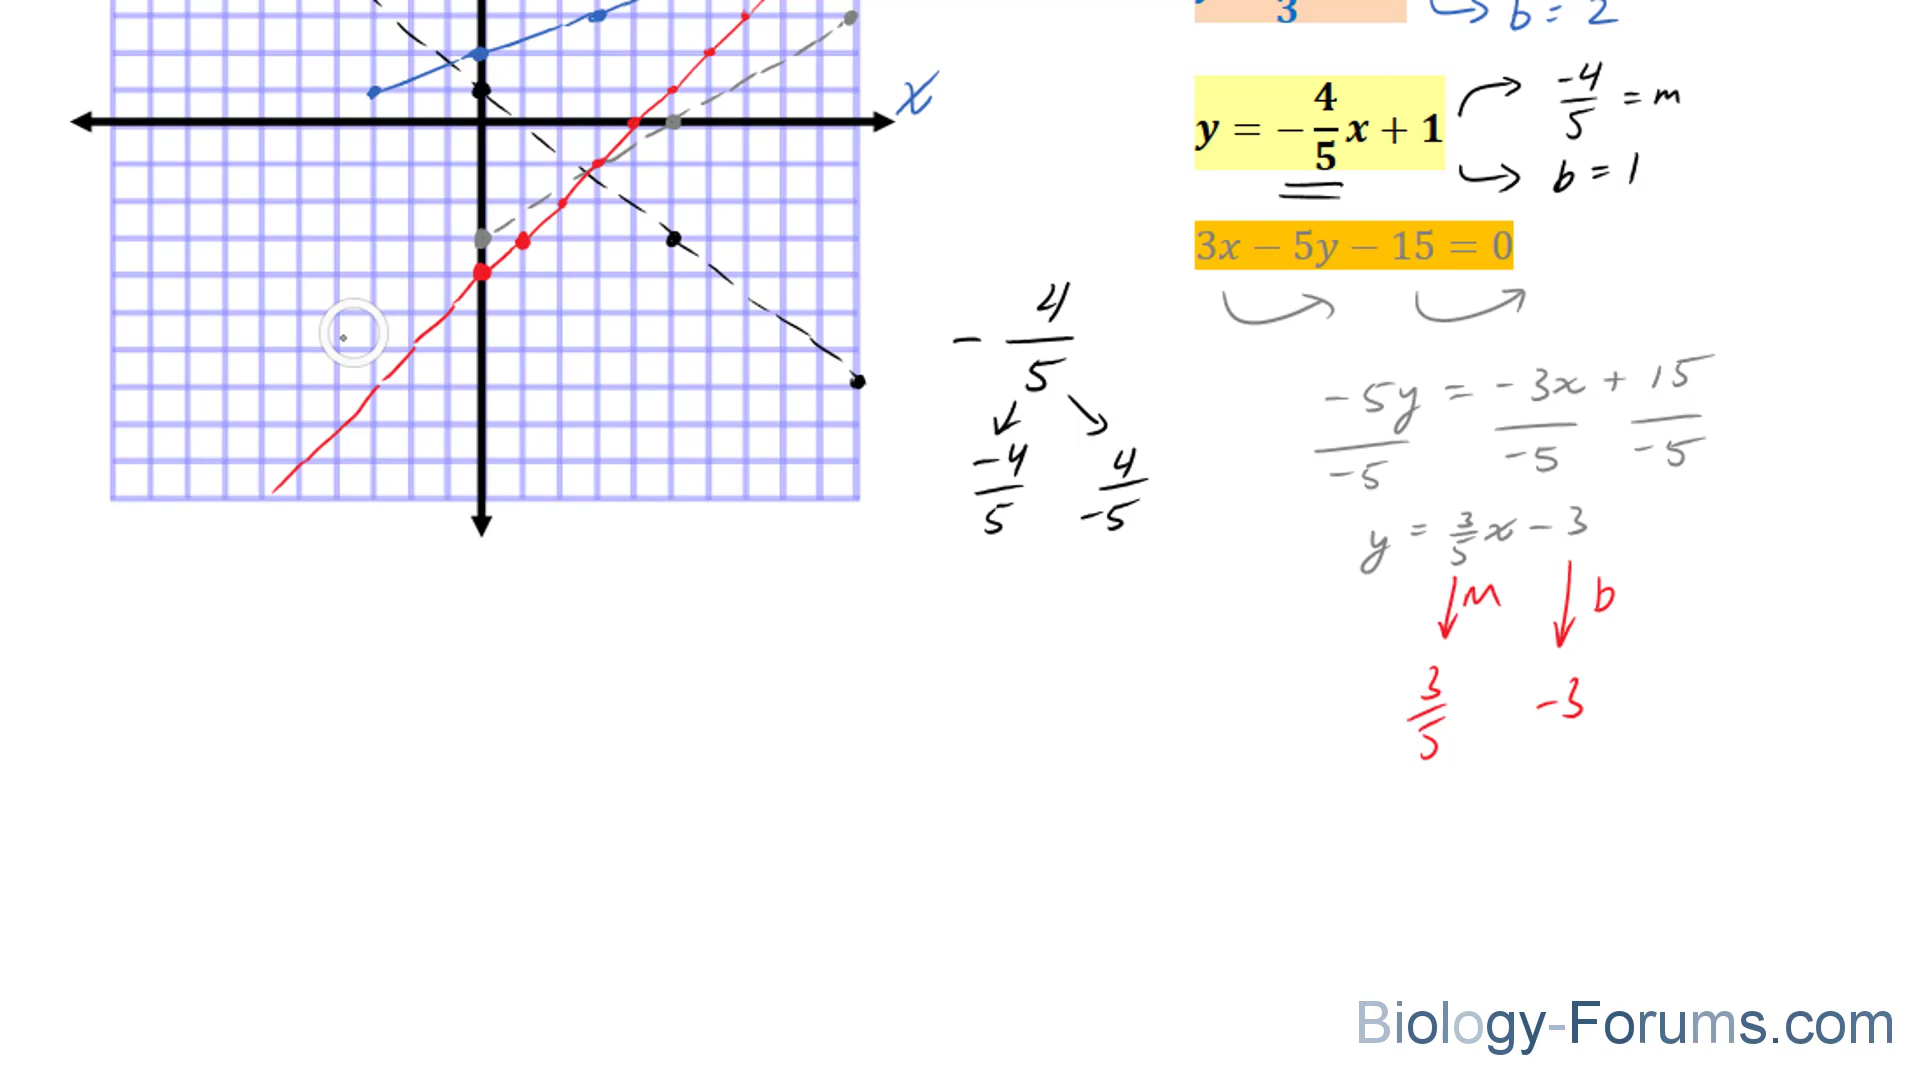 3
b = 2
x
y = -4/5x + 1
-4/5 = m
b = 1
3x − 5y − 15 = 0
- 4/5
-4/5 4/-5
-5y = -3x + 15
-5 -5 -5
y = 3/5x - 3
m b
3/5 -3
Biology-Forums.com